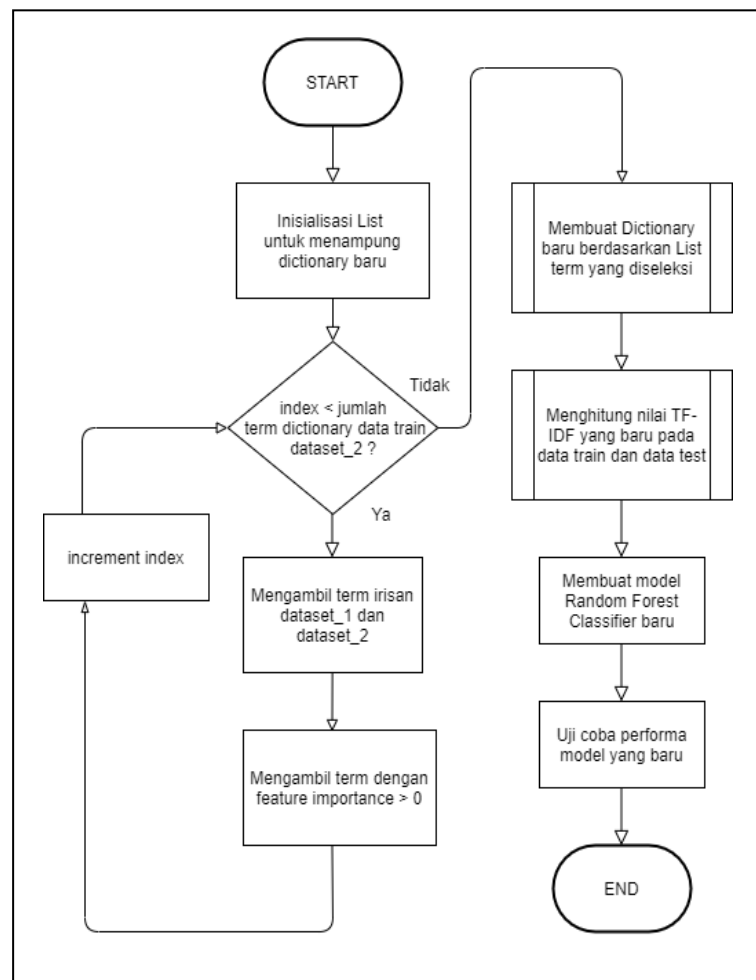 START
Inisialisasi List
untuk menampung
dictionary baru
index < jumlah
term dictionary data train
dataset_2 ?
Tidak
Ya
Mengambil term irisan
dataset_1 dan
dataset_2
Mengambil term dengan
feature importance > 0
increment index
Membuat Dictionary
baru berdasarkan List
term yang diseleksi
Menghitung nilai TF-
IDF yang baru pada
data train dan data test
Membuat model
Random Forest
Classifier baru
Uji coba performa
model yang baru
END